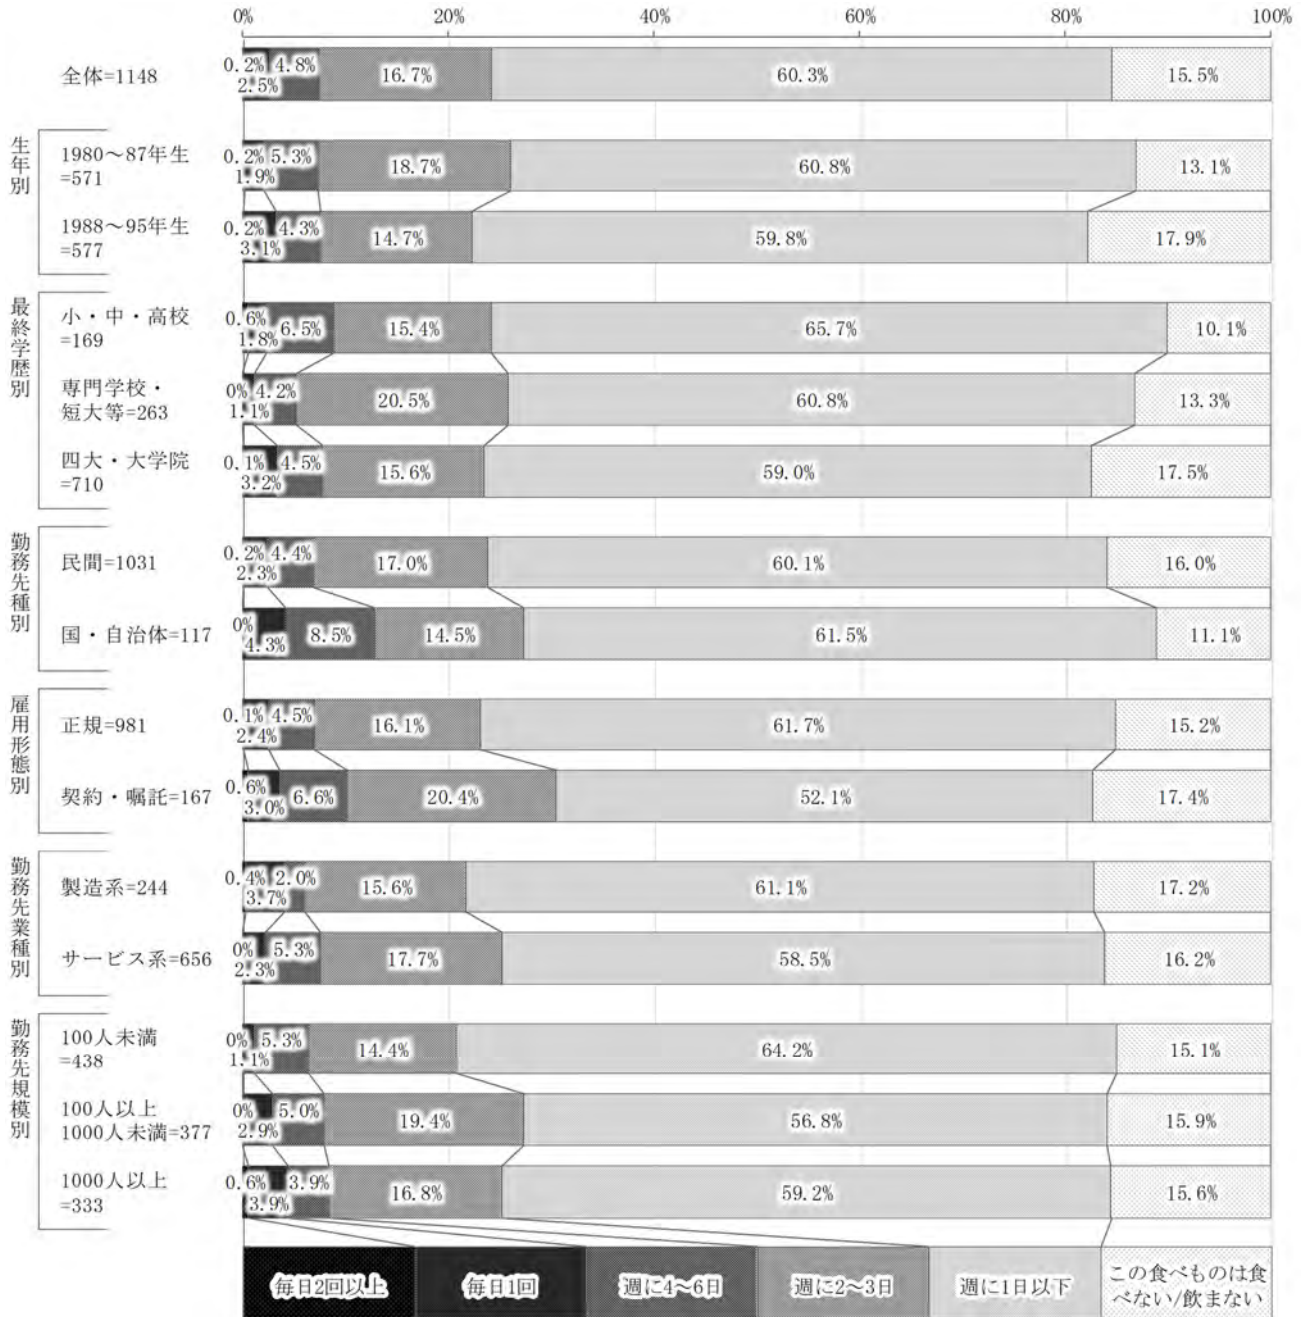 0% 20% 40% 60% 80% 100%
全体=1148
0.2% 4.8% 16.7% 60.3% 15.5%
2.5%
生年別
1980～87年生
=571
0.2% 5.3% 18.7% 60.8% 13.1%
1.9%
1988～95年生
=577
0.2% 4.3% 14.7% 59.8% 17.9%
3.1%
最終学歴別
小・中・高校
=169
0.6% 6.5% 15.4% 65.7% 10.1%
1.8%
専門学校・
短大等=263
0% 4.2% 20.5% 60.8% 13.3%
1.1%
四大・大学院
=710
0.1% 4.5% 15.6% 59.0% 17.5%
3.2%
勤務先種別
民間=1031
0.2% 4.4% 17.0% 60.1% 16.0%
2.3%
国・自治体=117
0% 8.5% 14.5% 61.5% 11.1%
4.3%
雇用形態別
正規=981
0.1% 4.5% 16.1% 61.7% 15.2%
2.4%
契約・嘱託=167
0.6% 6.6% 20.4% 52.1% 17.4%
3.0%
勤務先業種別
製造系=244
0.4% 2.0% 15.6% 61.1% 17.2%
3.7%
サービス系=656
0% 5.3% 17.7% 58.5% 16.2%
2.3%
勤務先規模別
100人未満
=438
0% 5.3% 14.4% 64.2% 15.1%
1.1%
100人以上
1000人未満=377
0% 5.0% 19.4% 56.8% 15.9%
2.9%
1000人以上
=333
0.6% 3.9% 16.8% 59.2% 15.6%
3.9%
毎日2回以上 毎日1回 週に4～6日 週に2～3日 週に1日以下 この食べものは食
べない/飲まない